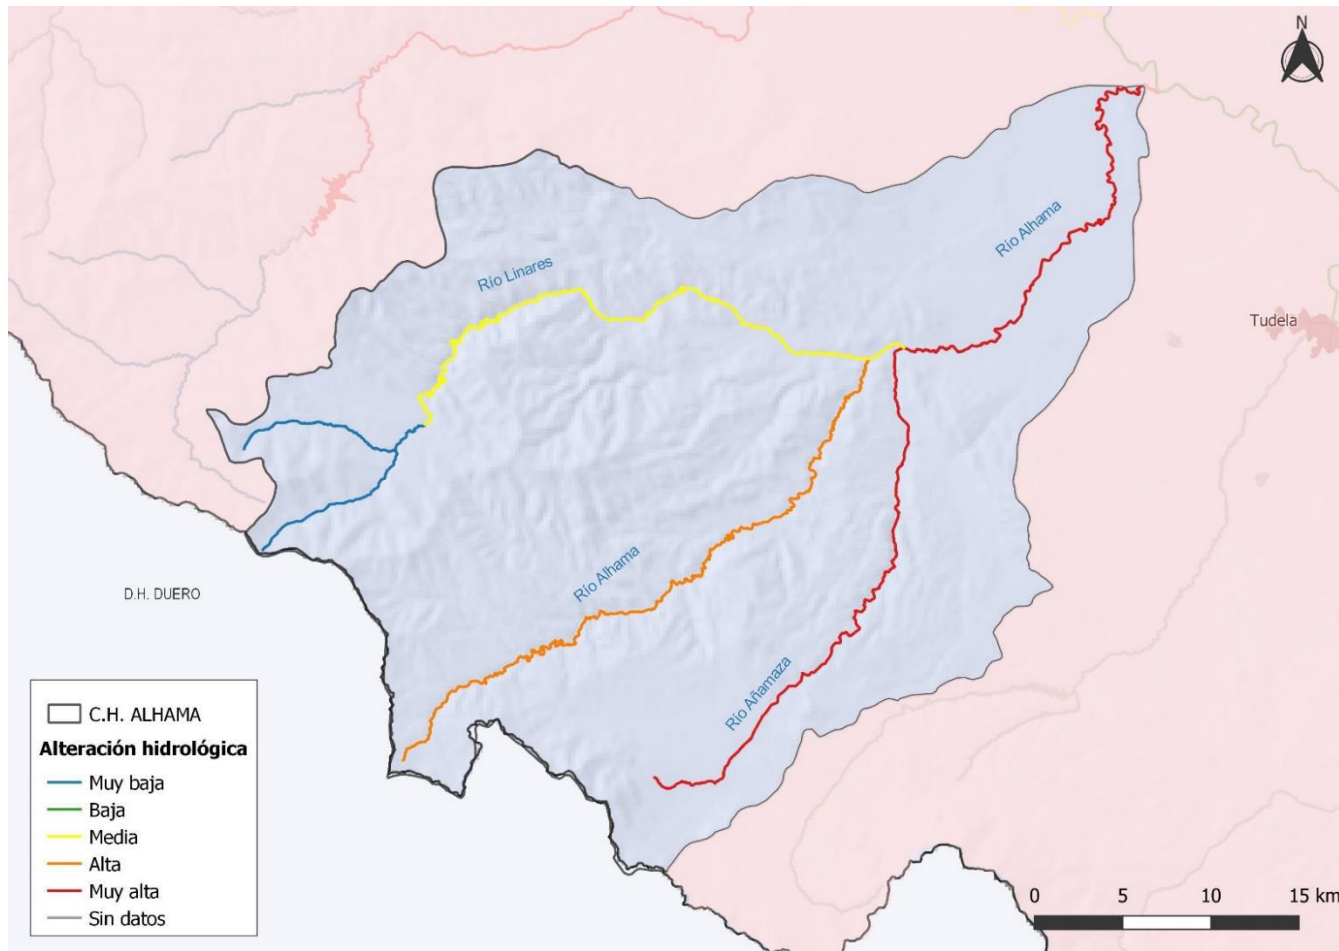 N
Río Alhama
Río Linares
Tudela
Río Alhama
D.H. DUERO
Río Añamaza
C.H. ALHAMA
Alteración hidrológica
Muy baja
Baja
Media
Alta
Muy alta
Sin datos
0 5 10 15 km